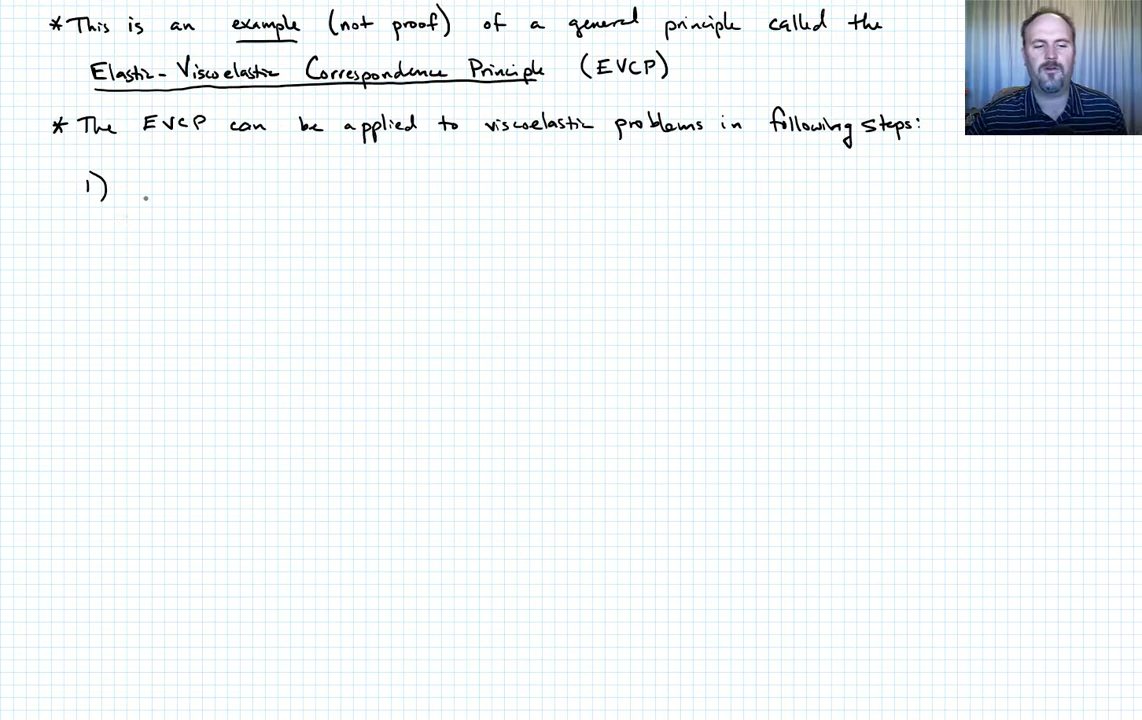 * This is an example (not proof) of a general principle called the
Elastic-Viscoelastic Correspondence Principle (EVCP)
* The EVCP can be applied to viscoelastic problems in following steps:
1)